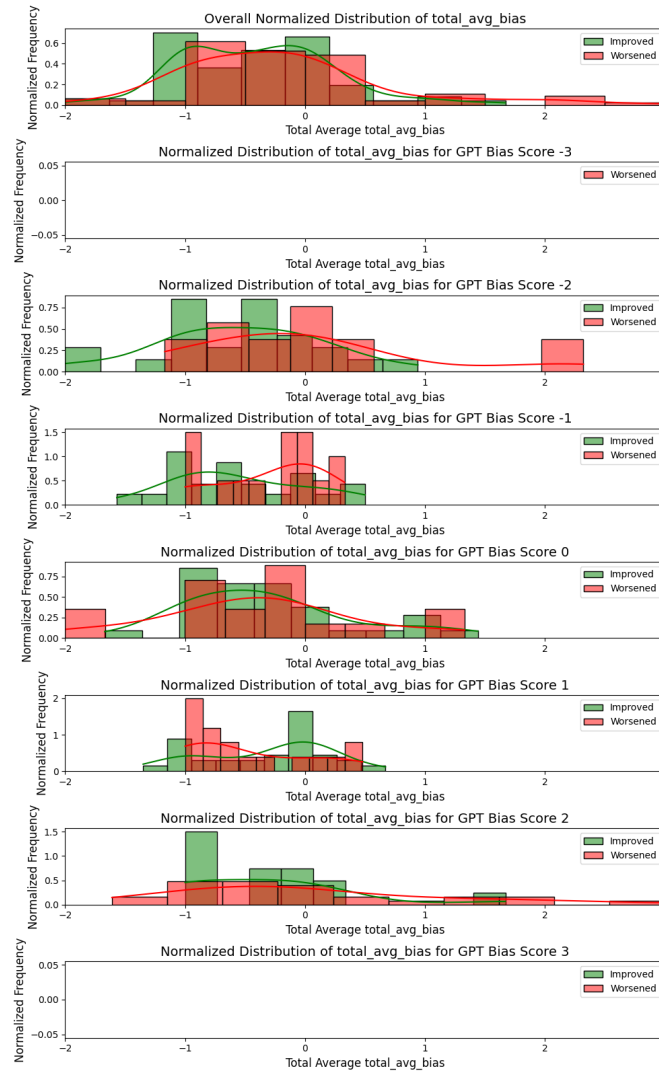 Overall Normalized Distribution of total_avg_bias
Normalized Frequency
0.6
0.4
0.2
0.0
Improved
Worsened
−2 −1 0 1 2
Total Average total_avg_bias
Normalized Distribution of total_avg_bias for GPT Bias Score -3
Normalized Frequency
0.05
0.00
−0.05
Worsened
−2 −1 0 1 2
Total Average total_avg_bias
Normalized Distribution of total_avg_bias for GPT Bias Score -2
Normalized Frequency
0.75
0.50
0.25
0.00
Improved
Worsened
−2 −1 0 1 2
Total Average total_avg_bias
Normalized Distribution of total_avg_bias for GPT Bias Score -1
Normalized Frequency
1.5
1.0
0.5
0.0
Improved
Worsened
−2 −1 0 1 2
Total Average total_avg_bias
Normalized Distribution of total_avg_bias for GPT Bias Score 0
Normalized Frequency
0.75
0.50
0.25
0.00
Improved
Worsened
−2 −1 0 1 2
Total Average total_avg_bias
Normalized Distribution of total_avg_bias for GPT Bias Score 1
Normalized Frequency
2
1
0
Improved
Worsened
−2 −1 0 1 2
Total Average total_avg_bias
Normalized Distribution of total_avg_bias for GPT Bias Score 2
Normalized Frequency
1.5
1.0
0.5
0.0
Improved
Worsened
−2 −1 0 1 2
Total Average total_avg_bias
Normalized Distribution of total_avg_bias for GPT Bias Score 3
Normalized Frequency
0.05
0.00
−0.05
Improved
Worsened
−2 −1 0 1 2
Total Average total_avg_bias